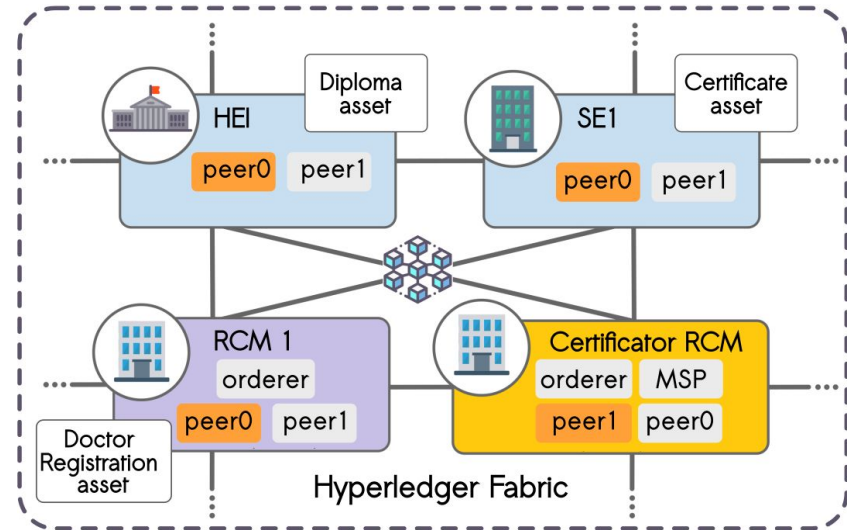 Diploma
asset
HEI
peer0 peer1
Certificate
asset
SE1
peer0 peer1
RCM 1
orderer
peer0 peer1
Doctor
Registration
asset
Certificator RCM
orderer MSP
peer1 peer0
Hyperledger Fabric